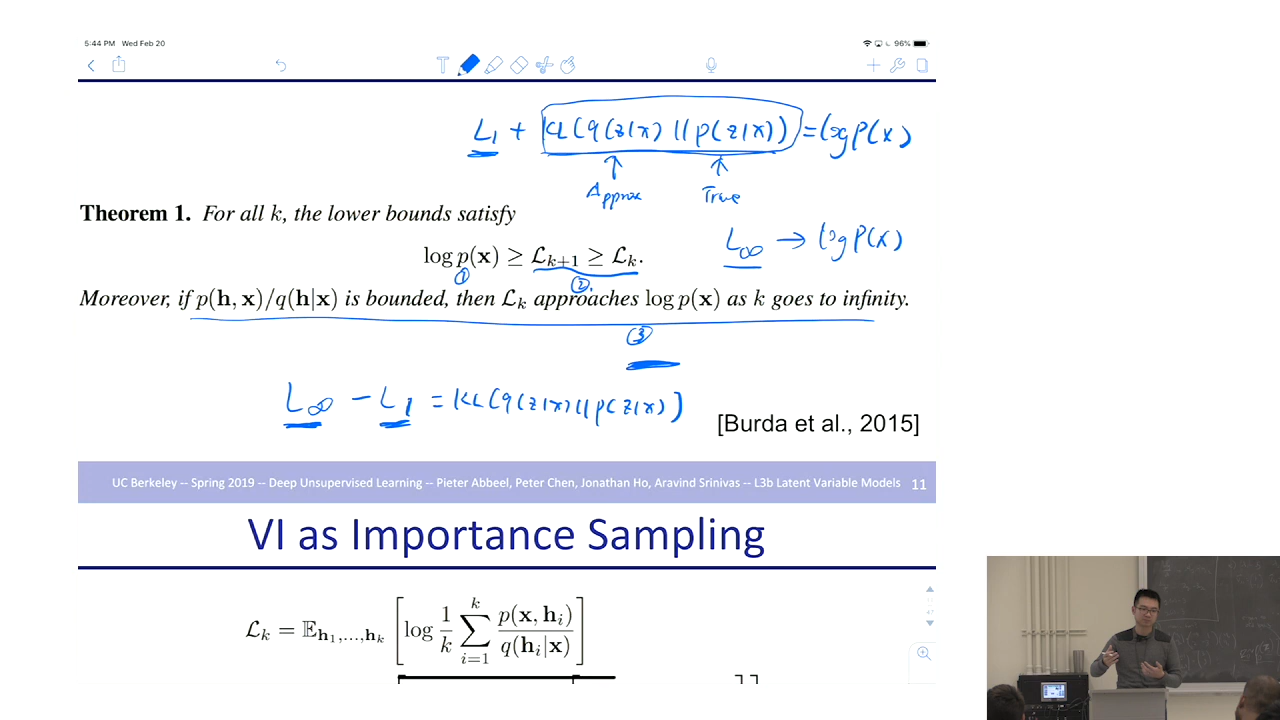 5:44 PM Wed Feb 20
96%
L₁ + KL(q(z|x) || p(z|x)) = log P(x)
Approx True
Theorem 1. For all k, the lower bounds satisfy
L∞ → log P(x)
log p(x) ≥ ℒₖ₊₁ ≥ ℒₖ.
① ②.
Moreover, if p(h, x)/q(h|x) is bounded, then ℒₖ approaches log p(x) as k goes to infinity.
③
L∞ − L₁ = KL(q(z|x) || p(z|x))
[Burda et al., 2015]
UC Berkeley -- Spring 2019 -- Deep Unsupervised Learning -- Pieter Abbeel, Peter Chen, Jonathan Ho, Aravind Srinivas -- L3b Latent Variable Models 11
VI as Importance Sampling
ℒₖ = 𝔼h₁,...,hₖ [log 1/k ∑ᵢ₌₁ᵏ p(x, hᵢ)/q(hᵢ|x)]